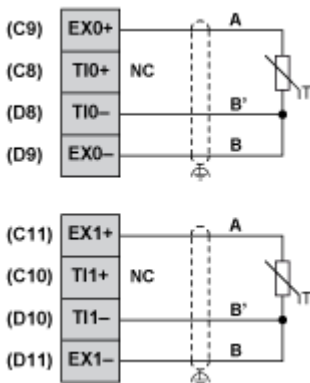 (C9) EX0+ A
(C8) TI0+ NC
T
(D8) TI0– B'
(D9) EX0– B
(C11) EX1+ A
(C10) TI1+ NC
T
(D10) TI1– B'
(D11) EX1– B